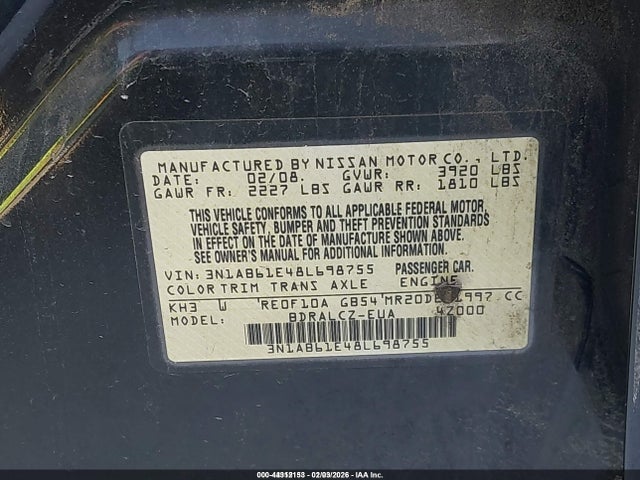 MANUFACTURED BY NISSAN MOTOR CO., LTD.
DATE: 02/08. GVWR: 3920 LBS
GAWR FR: 2227 LBS GAWR RR: 1810 LBS
THIS VEHICLE CONFORMS TO ALL APPLICABLE FEDERAL MOTOR
VEHICLE SAFETY, BUMPER AND THEFT PREVENTION STANDARDS
IN EFFECT ON THE DATE OF MANUFACTURE SHOWN ABOVE.
SEE OWNER'S MANUAL FOR ADDITIONAL INFORMATION.
VIN: 3N1AB61E48L698755 PASSENGER CAR.
COLOR TRIM TRANS AXLE ENGINE
KH3 W RE0F10A GB54 MR20DE 1997 CC
MODEL: BDRALCZ-EUA 42000
3N1AB61E48L698755
000-44312153 - 02/03/2026 - IAA Inc.